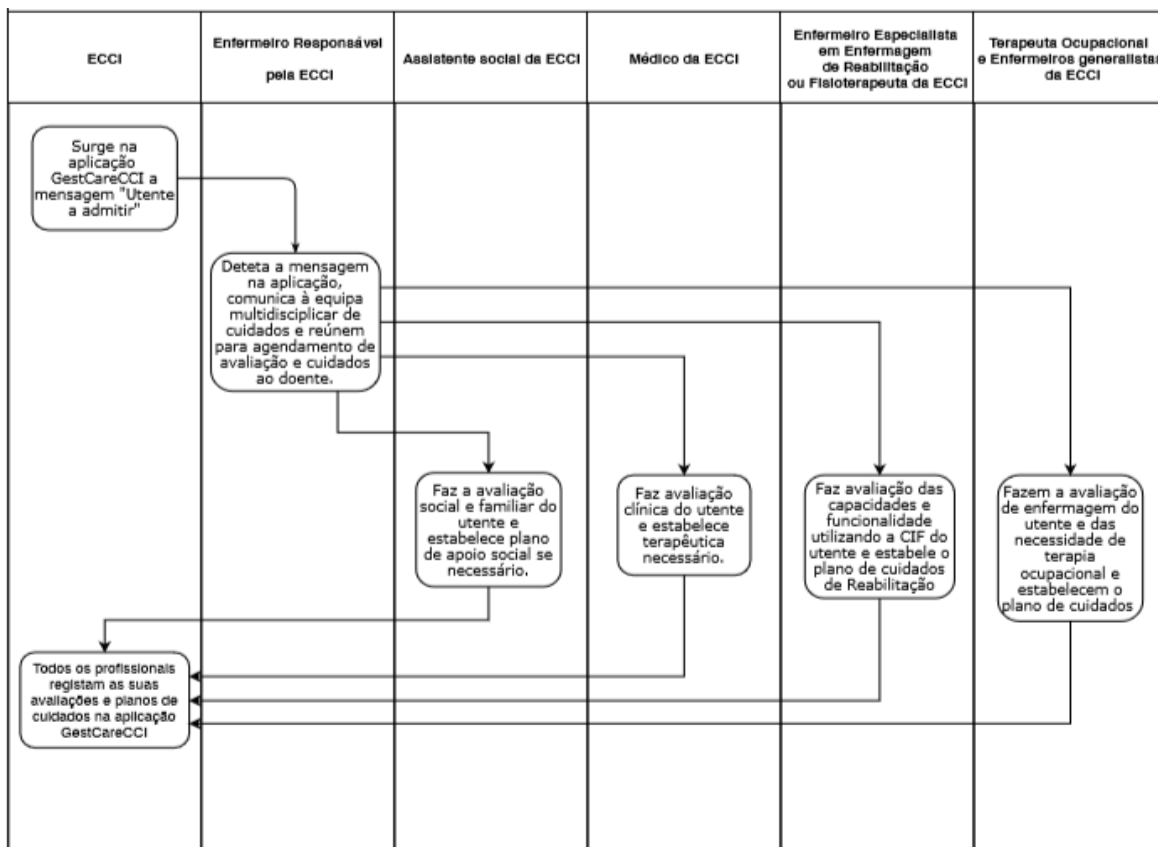 ECCI
Enfermeiro Responsável
pela ECCI
Assistente social da ECCI
Médico da ECCI
Enfermeiro Especialista
em Enfermagem
de Reabilitação
ou Fisioterapeuta da ECCI
Terapeuta Ocupacional
e Enfermeiros generalistas
da ECCI
Surge na
aplicação
GestCareCCI a
mensagem "Utente
a admitir"
Deteta a mensagem
na aplicação,
comunica à equipa
multidisciplicar de
cuidados e reúnem
para agendamento de
avaliação e cuidados
ao doente.
Faz a avaliação
social e familiar do
utente e
estabelece plano
de apoio social se
necessário.
Faz avaliação
clínica do utente
e estabelece
terapêutica
necessário.
Faz avaliação das
capacidades e
funcionalidade
utilizando a CIF do
utente e estabele o
plano de cuidados
de Reabilitação
Fazem a avaliação
de enfermagem do
utente e das
necessidade de
terapia
ocupacional e
estabelecem o
plano de cuidados
Todos os profissionais
registam as suas
avaliações e planos de
cuidados na aplicação
GestCareCCI